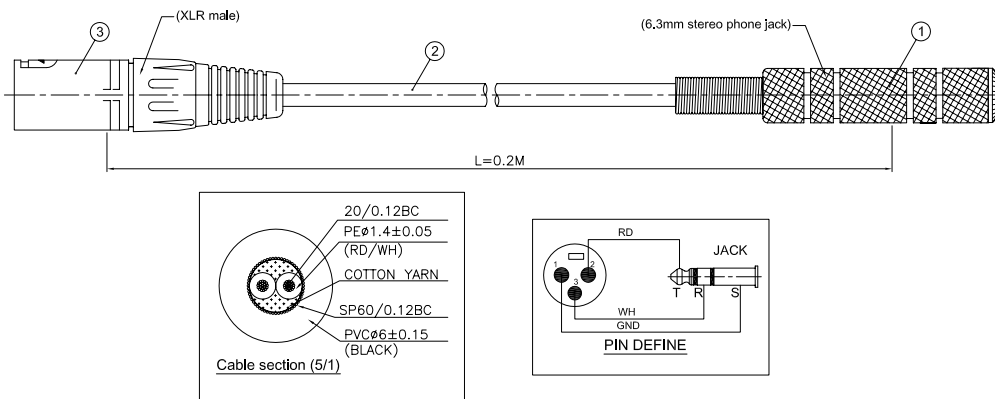 (XLR male)
(6.3mm stereo phone jack)
3
2
1
L=0.2M
20/0.12BC
PEø1.4±0.05
(RD/WH)
COTTON YARN
SP60/0.12BC
PVCø6±0.15
(BLACK)
Cable section (5/1)
RD
JACK
1
2
3
T
R
S
WH
GND
PIN DEFINE